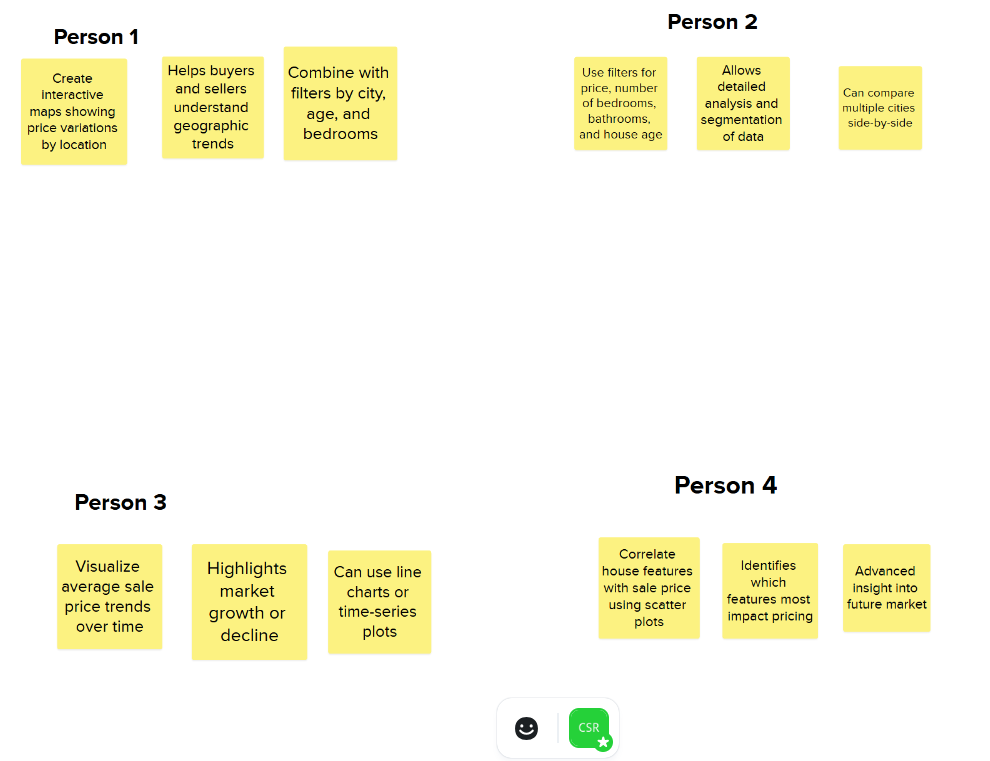 Person 1
Create
interactive
maps showing
price variations
by location
Helps buyers
and sellers
understand
geographic
trends
Combine with
filters by city,
age, and
bedrooms
Person 2
Use filters for
price, number
of bedrooms,
bathrooms,
and house age
Allows
detailed
analysis and
segmentation
of data
Can compare
multiple cities
side-by-side
Person 3
Visualize
average sale
price trends
over time
Highlights
market
growth or
decline
Can use line
charts or
time-series
plots
Person 4
Correlate
house features
with sale price
using scatter
plots
Identifies
which
features most
impact pricing
Advanced
insight into
future market
CSR